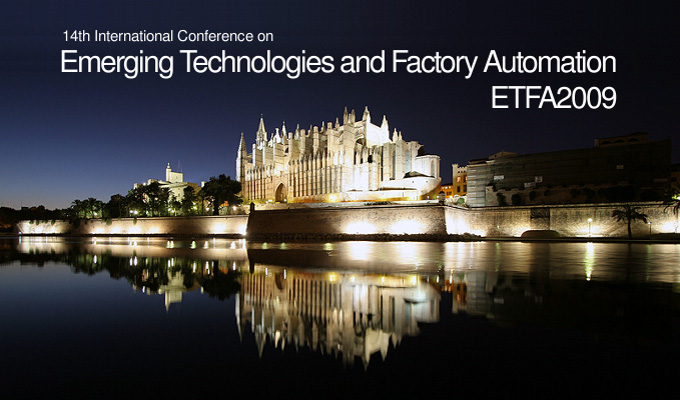 14th International Conference on
Emerging Technologies and Factory Automation
ETFA2009